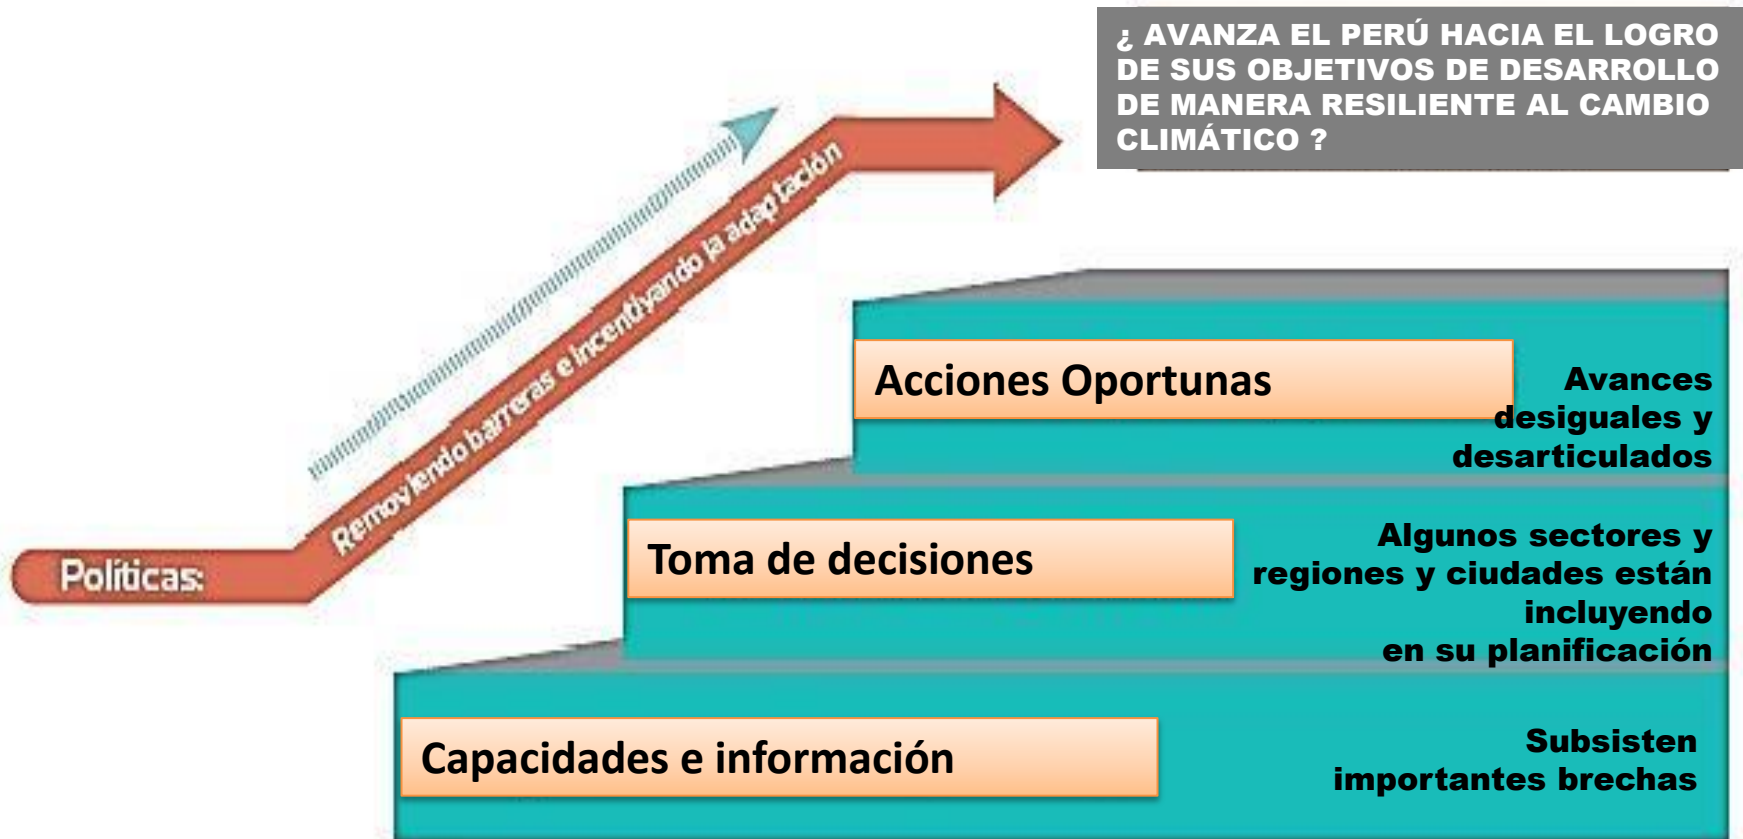 ¿ AVANZA EL PERÚ HACIA EL LOGRO
DE SUS OBJETIVOS DE DESARROLLO
DE MANERA RESILIENTE AL CAMBIO
CLIMÁTICO ?
Políticas:
Removiendo barreras e incentivando la adaptación
Acciones Oportunas
Avances
desiguales y
desarticulados
Toma de decisiones
Algunos sectores y
regiones y ciudades están
incluyendo
en su planificación
Capacidades e información
Subsisten
importantes brechas